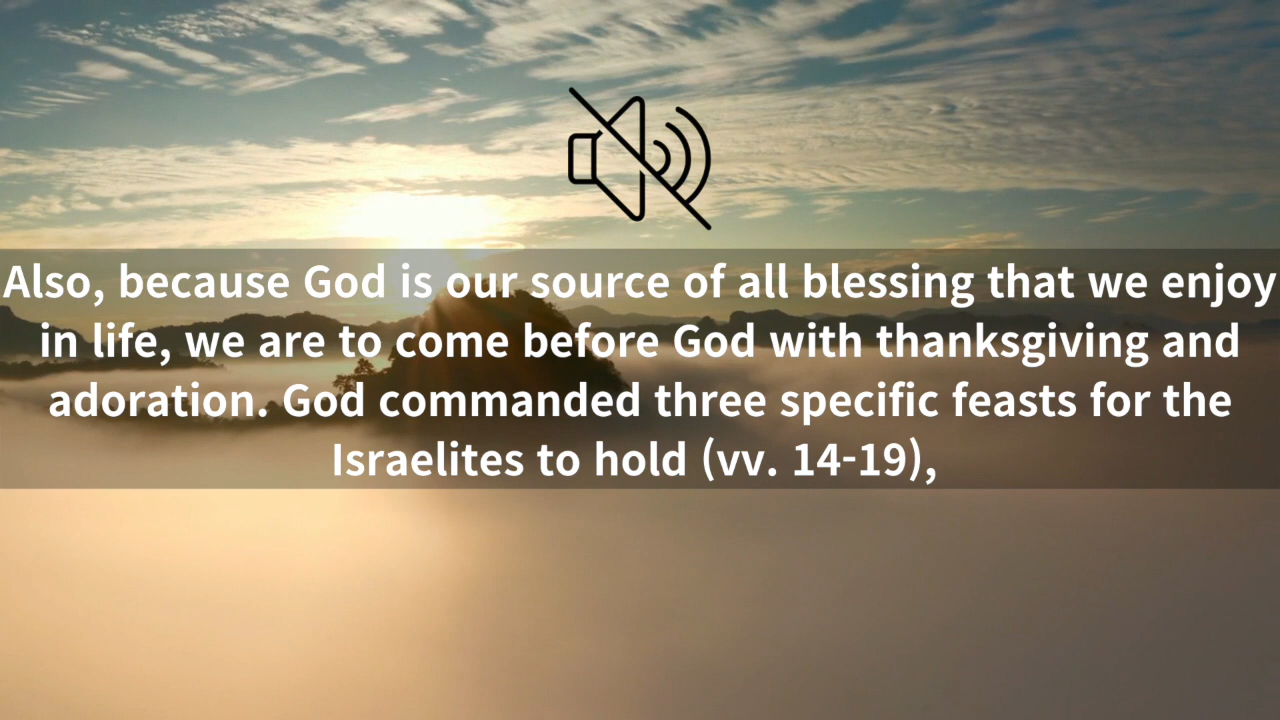 Also, because God is our source of all blessing that we enjoy
in life, we are to come before God with thanksgiving and
adoration. God commanded three specific feasts for the
Israelites to hold (vv. 14-19),